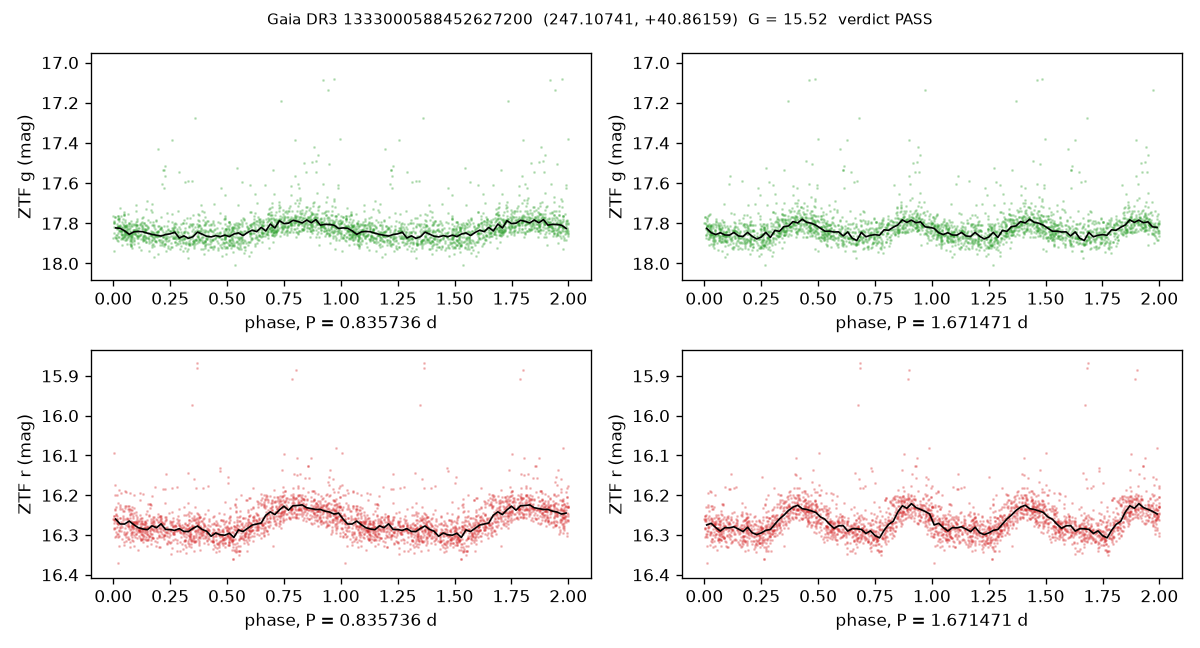 Gaia DR3 1333000588452627200  (247.10741, +40.86159)  G = 15.52  verdict PASS
ZTF g (mag)
17.0
17.2
17.4
17.6
17.8
18.0
0.00 0.25 0.50 0.75 1.00 1.25 1.50 1.75 2.00
phase, P = 0.835736 d
ZTF g (mag)
17.0
17.2
17.4
17.6
17.8
18.0
0.00 0.25 0.50 0.75 1.00 1.25 1.50 1.75 2.00
phase, P = 1.671471 d
ZTF r (mag)
15.9
16.0
16.1
16.2
16.3
16.4
0.00 0.25 0.50 0.75 1.00 1.25 1.50 1.75 2.00
phase, P = 0.835736 d
ZTF r (mag)
15.9
16.0
16.1
16.2
16.3
16.4
0.00 0.25 0.50 0.75 1.00 1.25 1.50 1.75 2.00
phase, P = 1.671471 d